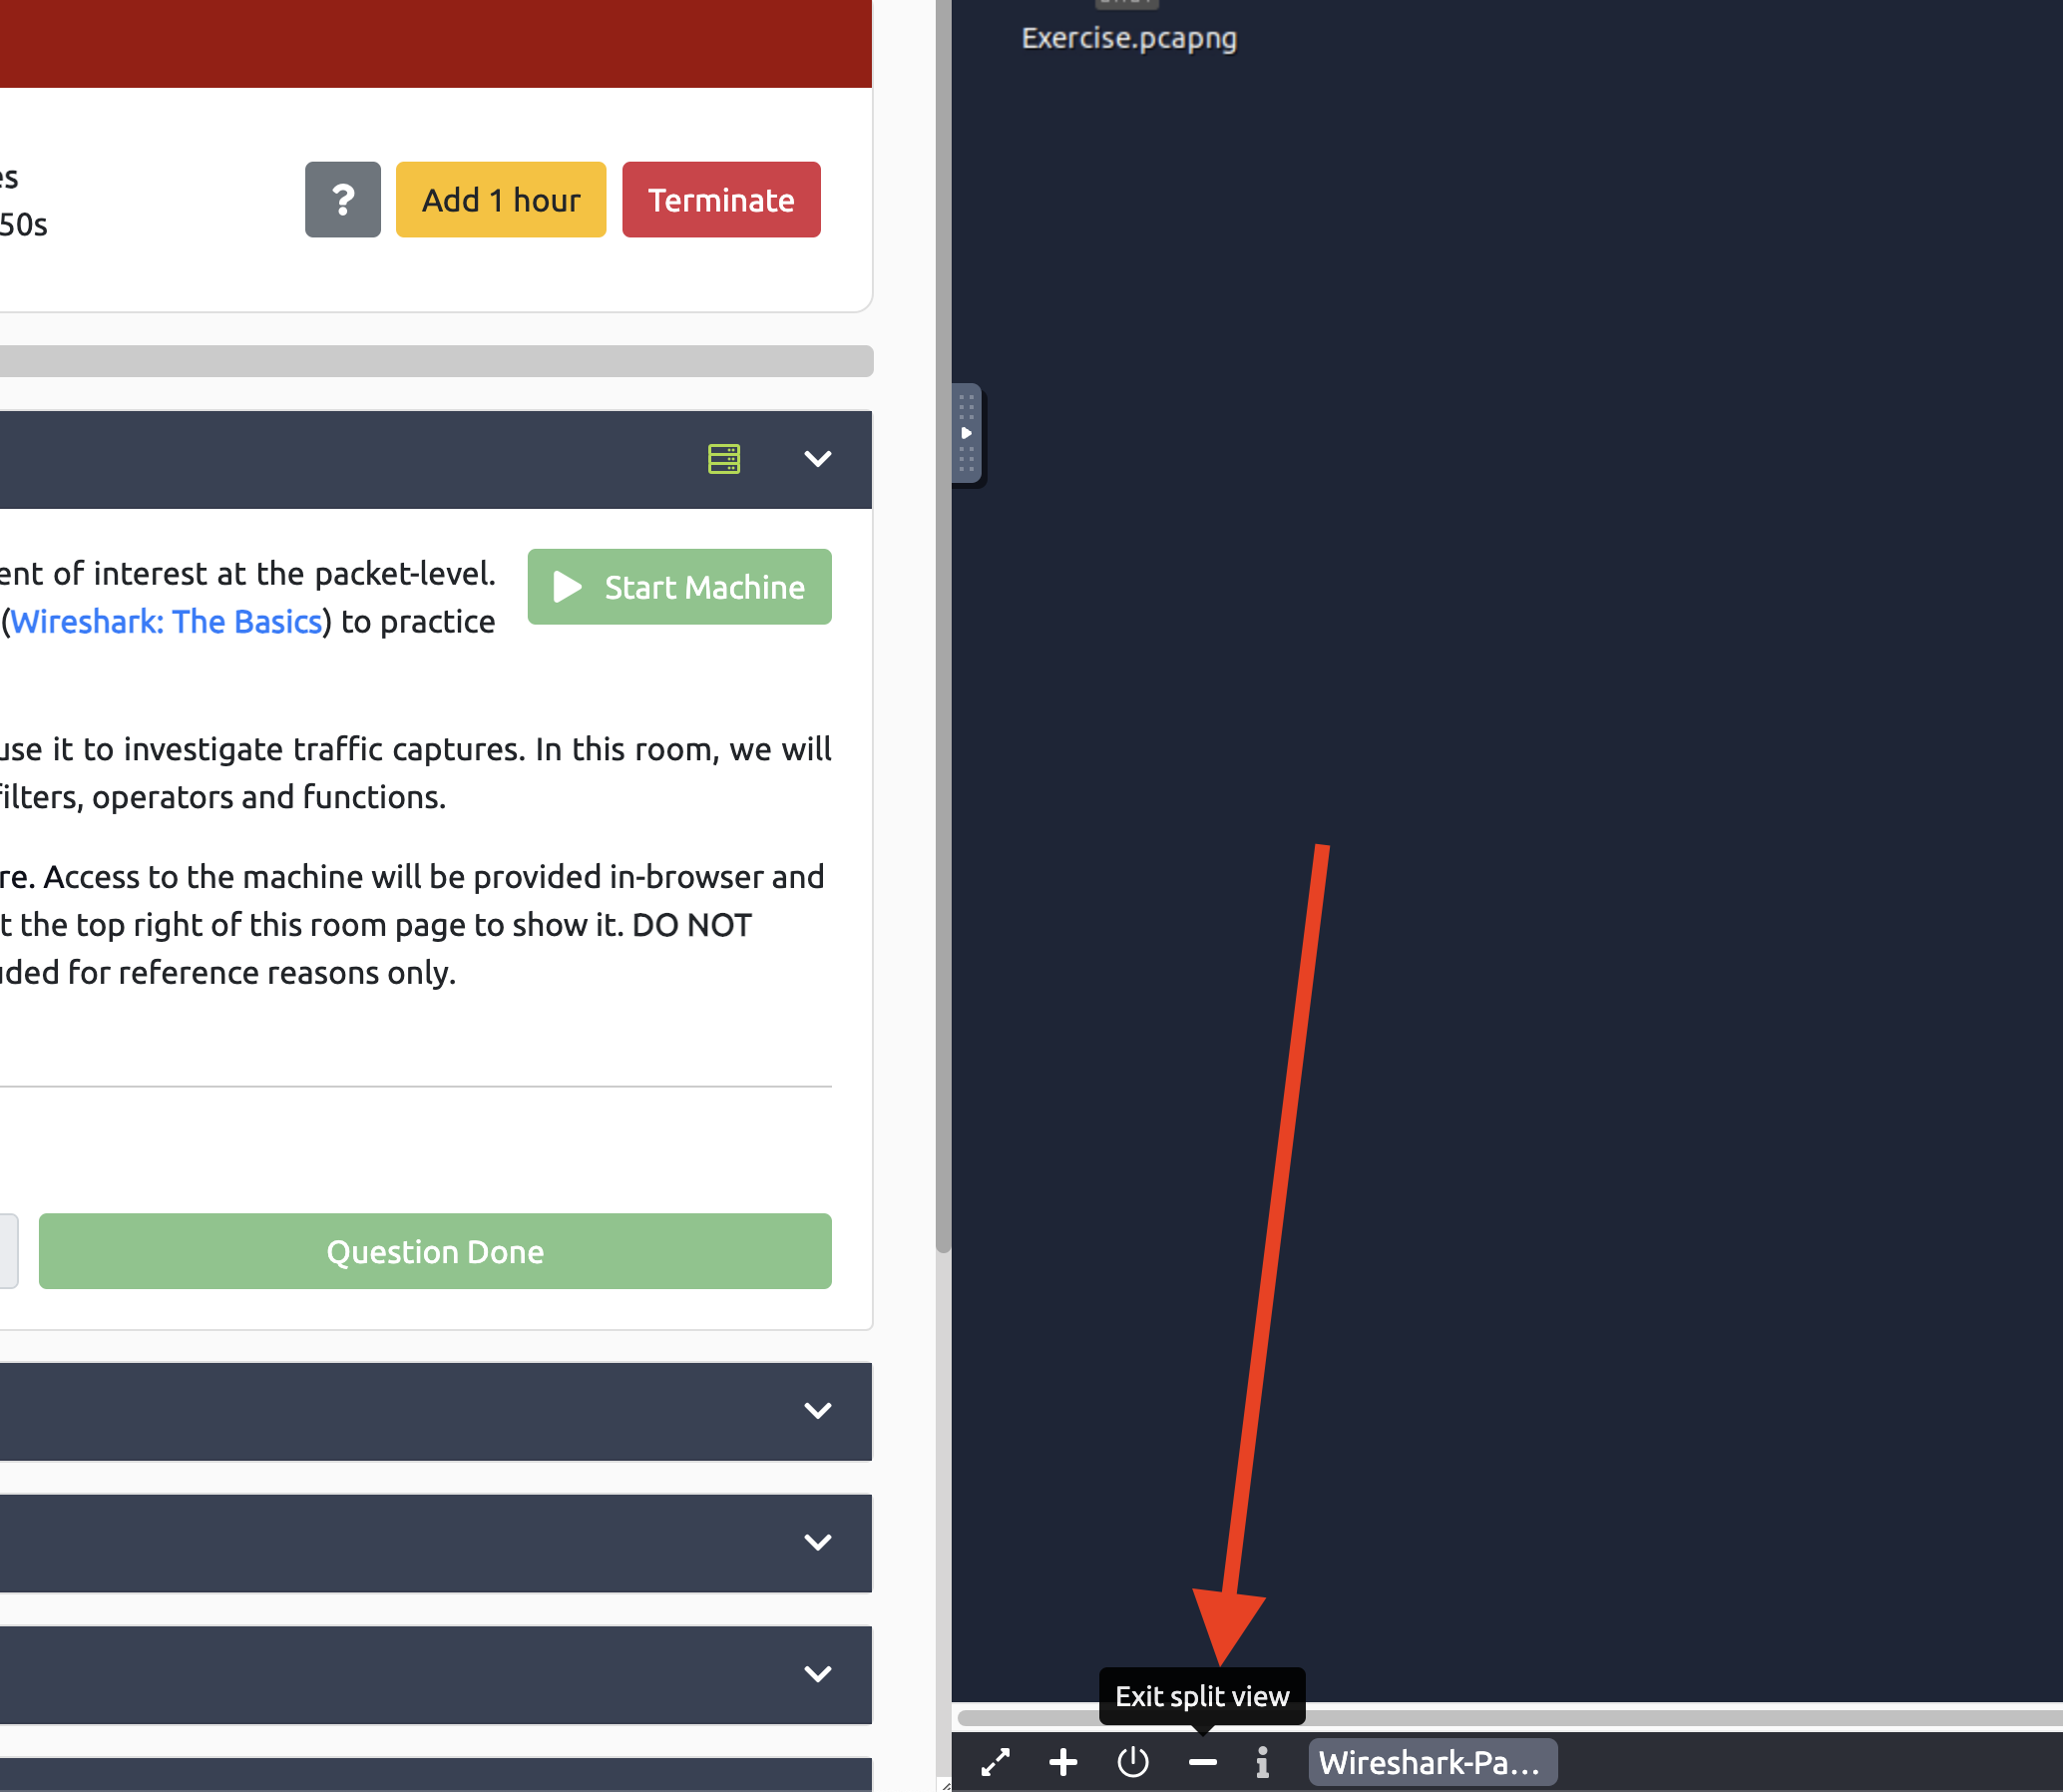 Exercise.pcapng
es
50s
?
Add 1 hour
Terminate
ent of interest at the packet-level.
(Wireshark: The Basics) to practice
Start Machine
use it to investigate traffic captures. In this room, we will
filters, operators and functions.
re. Access to the machine will be provided in-browser and
t the top right of this room page to show it. DO NOT
uded for reference reasons only.
Question Done
Exit split view
Wireshark-Pa...